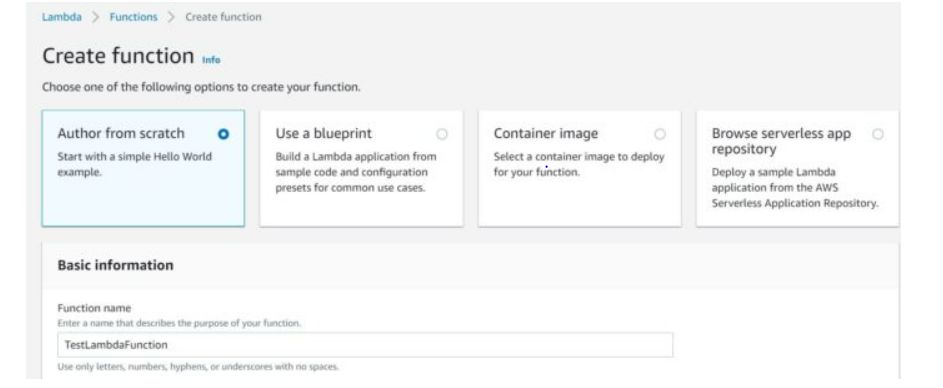 Lambda > Functions > Create function
Create function Info
Choose one of the following options to create your function.
Author from scratch
Start with a simple Hello World
example.
Use a blueprint
Build a Lambda application from
sample code and configuration
presets for common use cases.
Container image
Select a container image to deploy
for your function.
Browse serverless app
repository
Deploy a sample Lambda
application from the AWS
Serverless Application Repository.
Basic information
Function name
Enter a name that describes the purpose of your function.
TestLambdaFunction
Use only letters, numbers, hyphens, or underscores with no spaces.